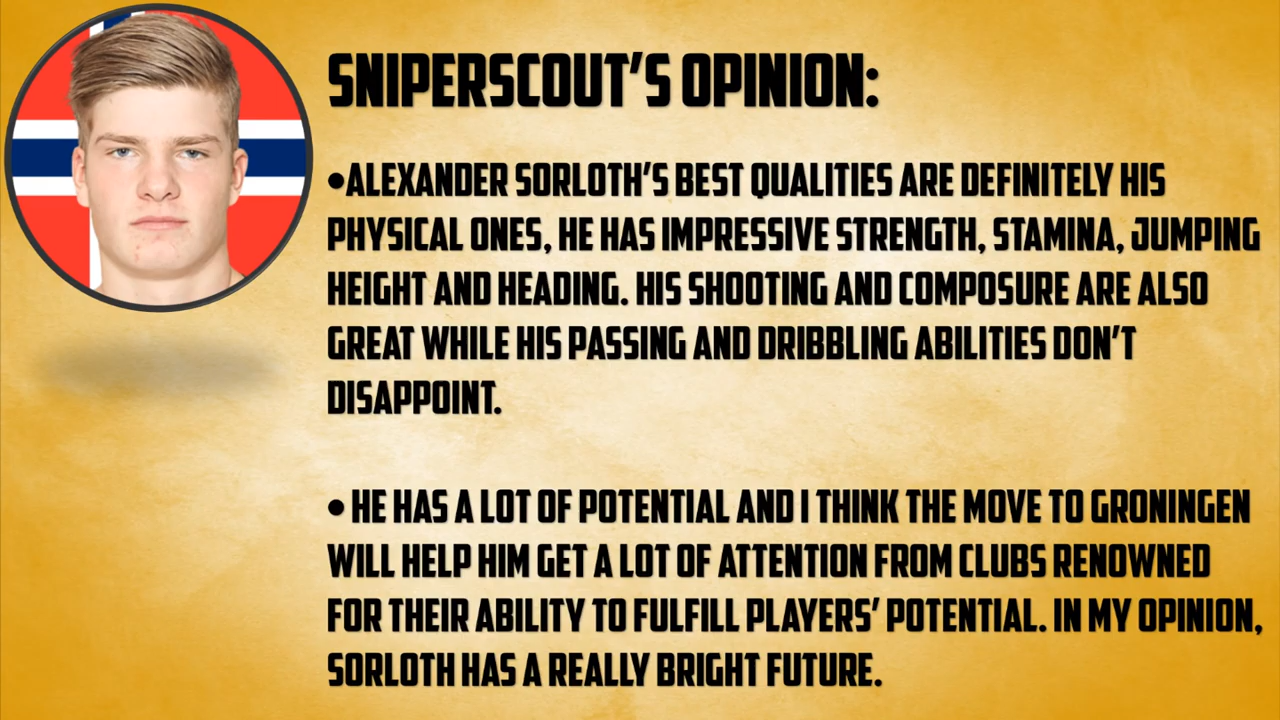 SNIPERSCOUT'S OPINION:
•ALEXANDER SORLOTH'S BEST QUALITIES ARE DEFINITELY HIS
PHYSICAL ONES, HE HAS IMPRESSIVE STRENGTH, STAMINA, JUMPING
HEIGHT AND HEADING. HIS SHOOTING AND COMPOSURE ARE ALSO
GREAT WHILE HIS PASSING AND DRIBBLING ABILITIES DON'T
DISAPPOINT.
• HE HAS A LOT OF POTENTIAL AND I THINK THE MOVE TO GRONINGEN
WILL HELP HIM GET A LOT OF ATTENTION FROM CLUBS RENOWNED
FOR THEIR ABILITY TO FULFILL PLAYERS' POTENTIAL. IN MY OPINION,
SORLOTH HAS A REALLY BRIGHT FUTURE.